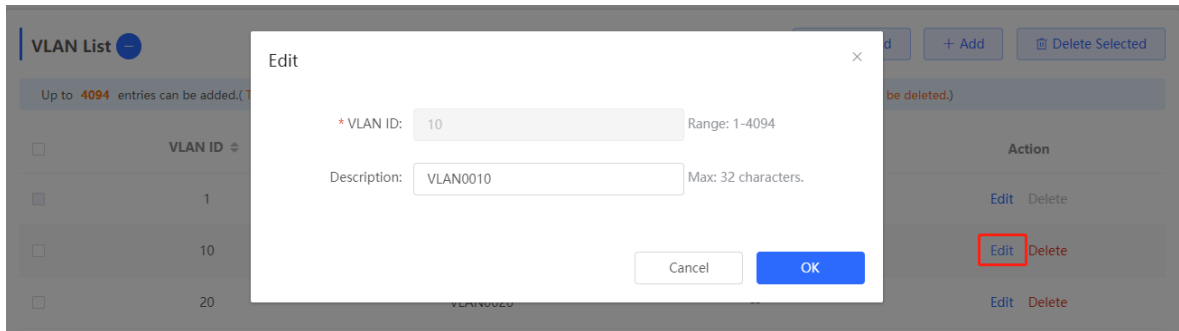 VLAN List
d
+ Add
Delete Selected
Edit
Up to 4094 entries can be added.(
be deleted.)
* VLAN ID: 10 Range: 1-4094
VLAN ID
Action
Description: VLAN0010 Max: 32 characters.
1 Edit Delete
10 Edit Delete
Cancel OK
20 VLAN0020 -- Edit Delete